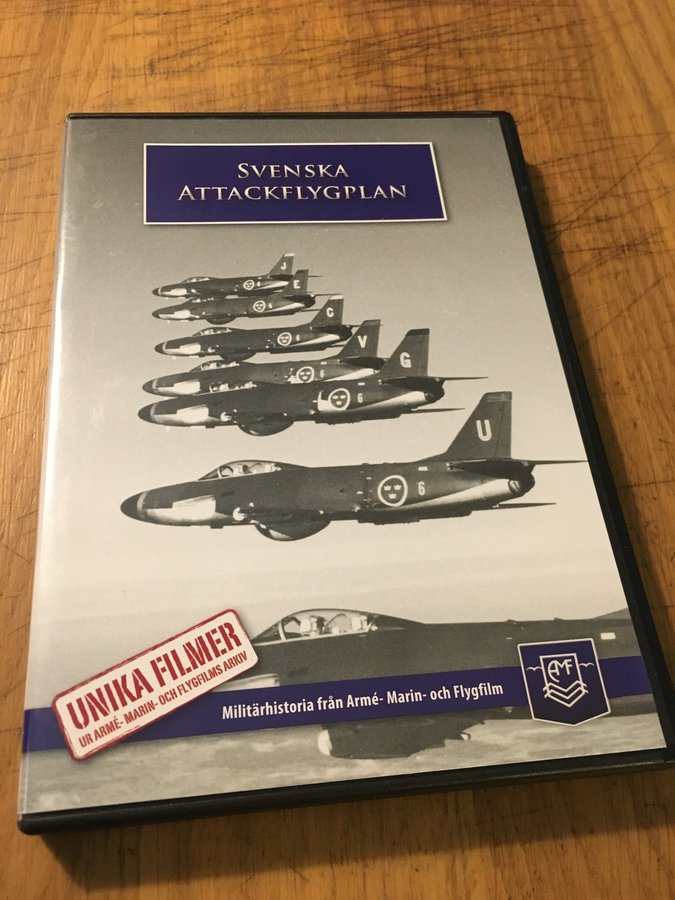 SVENSKA
ATTACKFLYGPLAN
J
E
C
V
6
G
6
U
6
UNIKA FILMER
UR ARMÉ- MARIN- OCH FLYGFILMS ARKIV
Militärhistoria från Armé- Marin- och Flygfilm
AMF